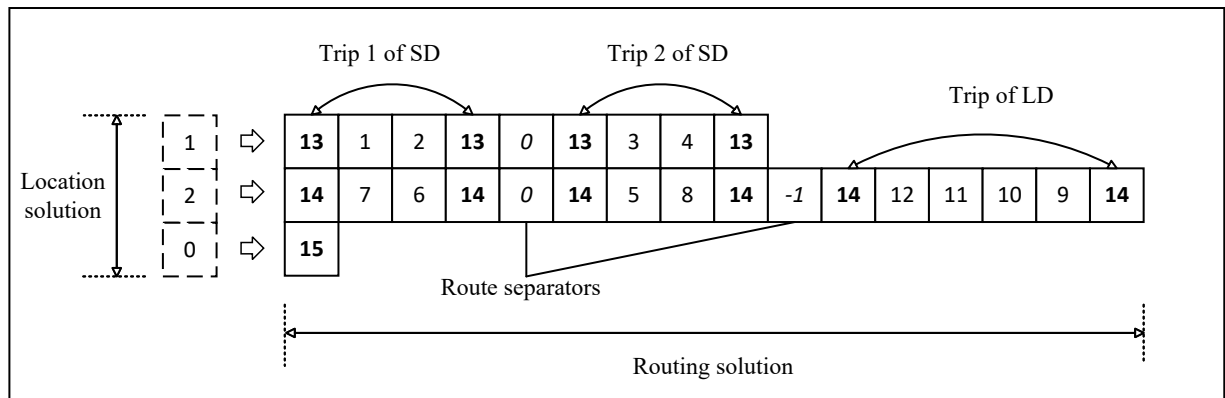 Trip 1 of SD
Trip 2 of SD
Trip of LD
Location
solution
1 13 1 2 13 0 13 3 4 13
2 14 7 6 14 0 14 5 8 14 -1 14 12 11 10 9 14
0 15
Route separators
Routing solution